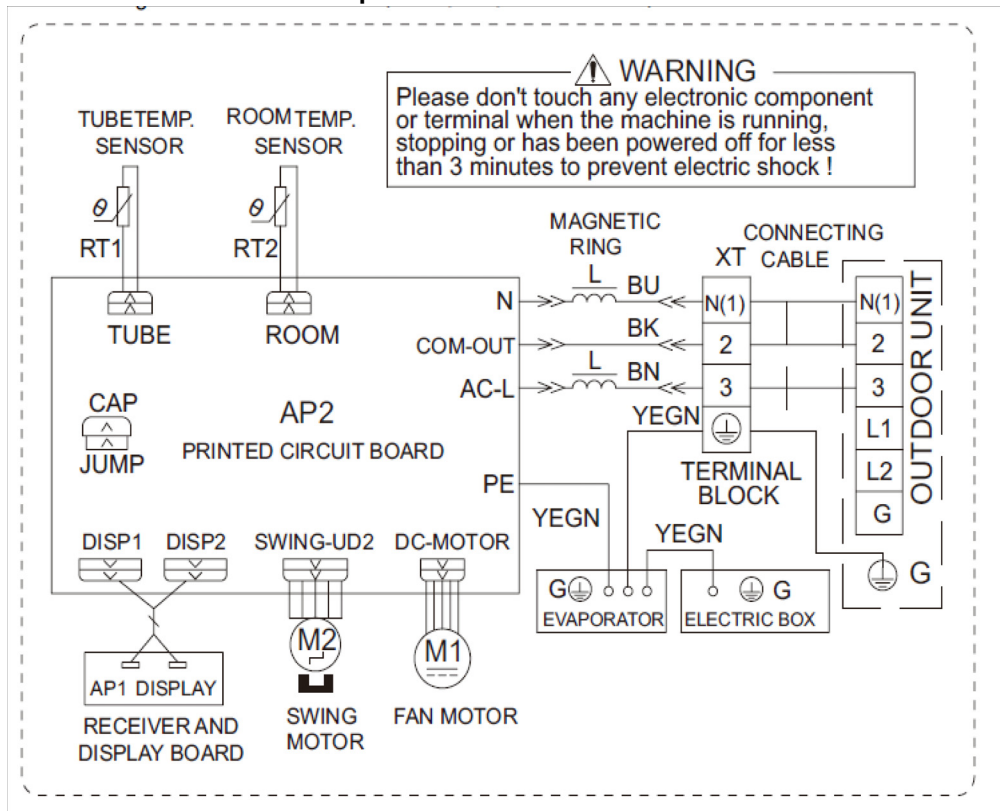 WARNING
Please don't touch any electronic component
or terminal when the machine is running,
stopping or has been powered off for less
than 3 minutes to prevent electric shock !
TUBE TEMP.
SENSOR
ROOM TEMP.
SENSOR
θ
RT1
θ
RT2
TUBE
ROOM
MAGNETIC
RING
XT
CONNECTING
CABLE
N
L
BU
N(1)
N(1)
COM-OUT
BK
2
2
AC-L
L
BN
3
3
YEGN
L1
L2
G
OUTDOOR UNIT
G
TERMINAL
BLOCK
CAP
JUMP
AP2
PRINTED CIRCUIT BOARD
PE
YEGN
YEGN
DISP1
DISP2
SWING-UD2
DC-MOTOR
G
EVAPORATOR
G
ELECTRIC BOX
M2
M1
AP1 DISPLAY
RECEIVER AND
DISPLAY BOARD
SWING
MOTOR
FAN MOTOR